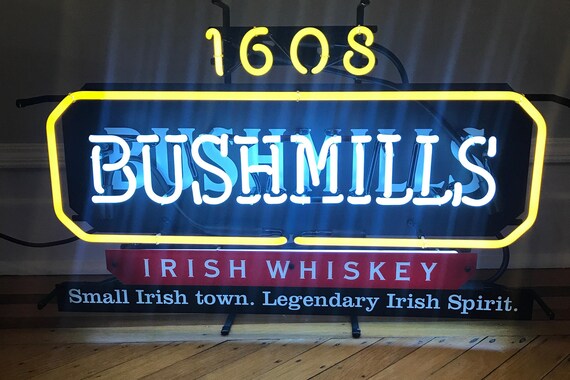 1608
BUSHMILLS
IRISH WHISKEY
Small Irish town. Legendary Irish Spirit.